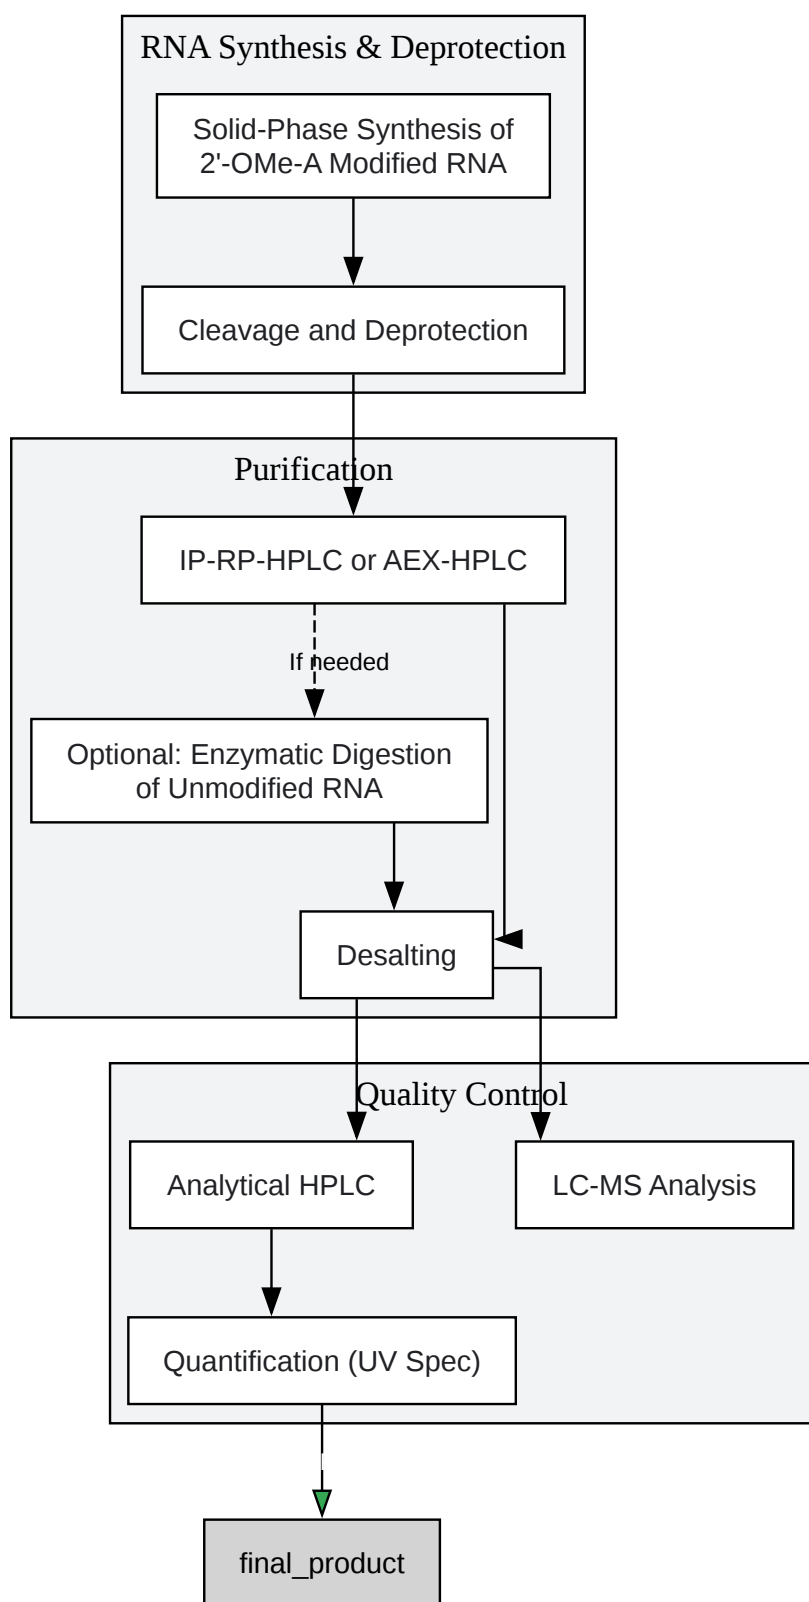 RNA Synthesis & Deprotection
Solid-Phase Synthesis of
2'-OMe-A Modified RNA
Cleavage and Deprotection
Purification
IP-RP-HPLC or AEX-HPLC
If needed
Optional: Enzymatic Digestion
of Unmodified RNA
Desalting
Quality Control
Analytical HPLC
LC-MS Analysis
Quantification (UV Spec)
final_product